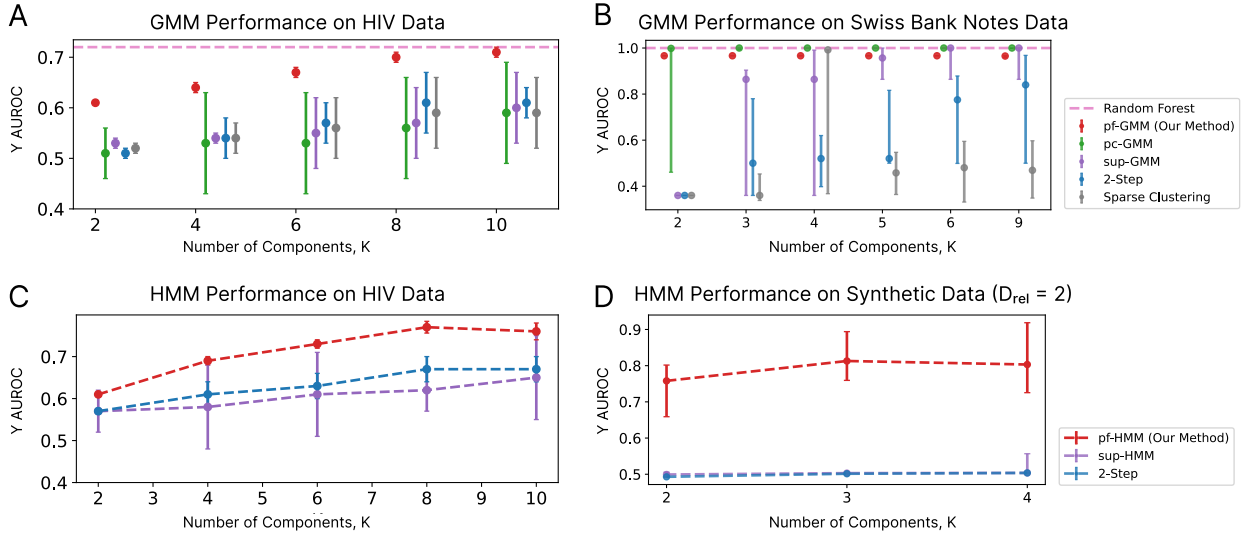 A
GMM Performance on HIV Data
Y AUROC
0.7
0.6
0.5
0.4
2 4 6 8 10
Number of Components, K
B
GMM Performance on Swiss Bank Notes Data
Y AUROC
1.0
0.8
0.6
0.4
2 3 4 5 6 9
Number of Components, K
Random Forest
pf-GMM (Our Method)
pc-GMM
sup-GMM
2-Step
Sparse Clustering
C
HMM Performance on HIV Data
Y AUROC
0.7
0.6
0.5
0.4
2 3 4 5 6 7 8 9 10
Number of Components, K
D
HMM Performance on Synthetic Data (Drel = 2)
Y AUROC
0.9
0.8
0.7
0.6
0.5
2 3 4
Number of Components, K
pf-HMM (Our Method)
sup-HMM
2-Step